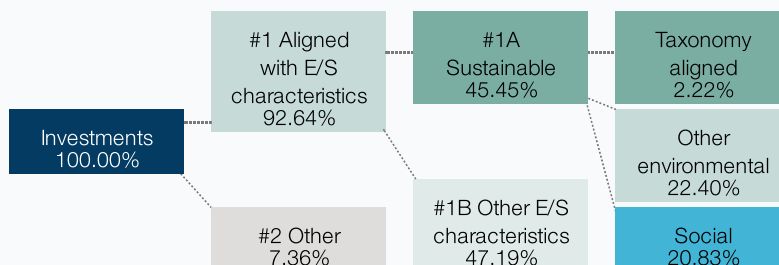 #1 Aligned
with E/S
characteristics
92.64%
#1A
Sustainable
45.45%
Taxonomy
aligned
2.22%
Investments
100.00%
Other
environmental
22.40%
#1B Other E/S
characteristics
47.19%
#2 Other
7.36%
Social
20.83%